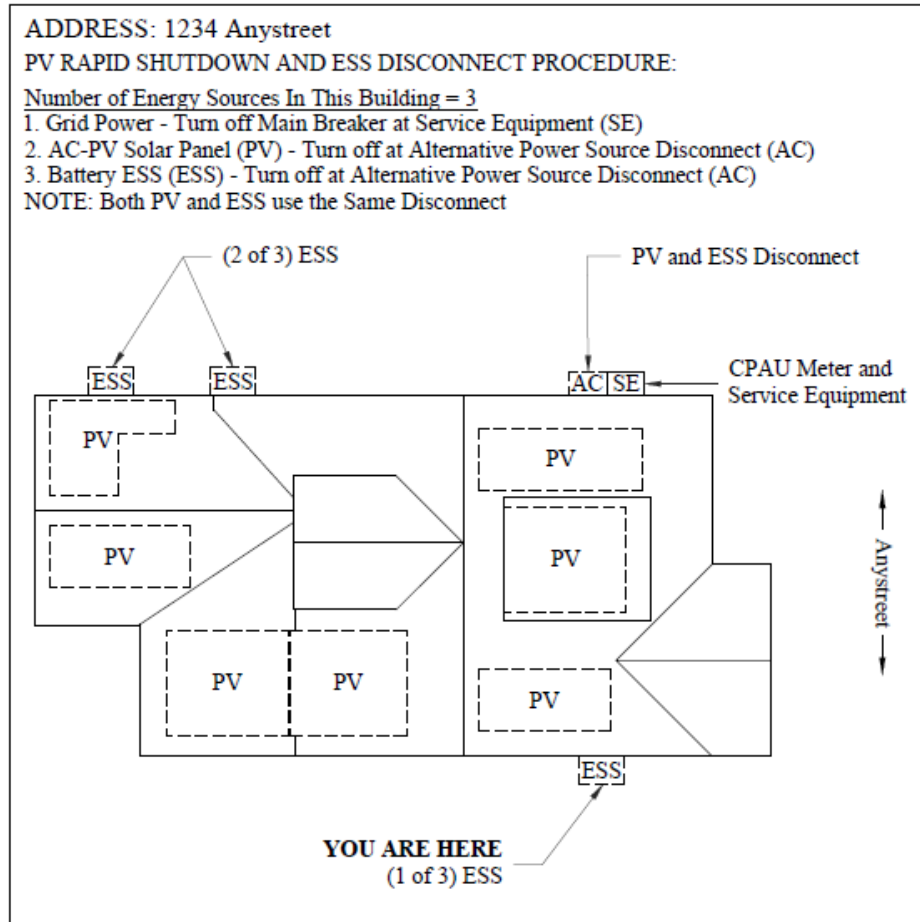 ADDRESS: 1234 Anystreet
PV RAPID SHUTDOWN AND ESS DISCONNECT PROCEDURE:
Number of Energy Sources In This Building = 3
1. Grid Power - Turn off Main Breaker at Service Equipment (SE)
2. AC-PV Solar Panel (PV) - Turn off at Alternative Power Source Disconnect (AC)
3. Battery ESS (ESS) - Turn off at Alternative Power Source Disconnect (AC)
NOTE: Both PV and ESS use the Same Disconnect
(2 of 3) ESS
PV and ESS Disconnect
ESS
ESS
AC
SE
CPAU Meter and
Service Equipment
PV
PV
PV
PV
Anystreet
PV
PV
PV
ESS
YOU ARE HERE
(1 of 3) ESS